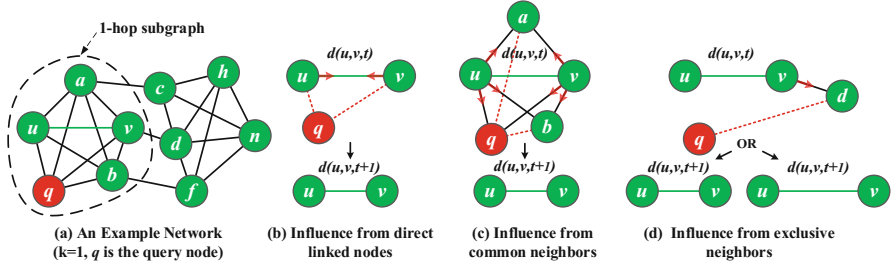 1-hop subgraph
a
c
h
u
v
d
n
q
b
f
(a) An Example Network
(k=1, q is the query node)
d(u,v,t)
u
v
q
d(u,v,t+1)
u
v
(b) Influence from direct
linked nodes
a
d(u,v,t)
u
v
q
b
d(u,v,t+1)
u
v
(c) Influence from
common neighbors
d(u,v,t)
u
v
d
q
OR
d(u,v,t+1)
d(u,v,t+1)
u
v
u
v
(d) Influence from exclusive
neighbors